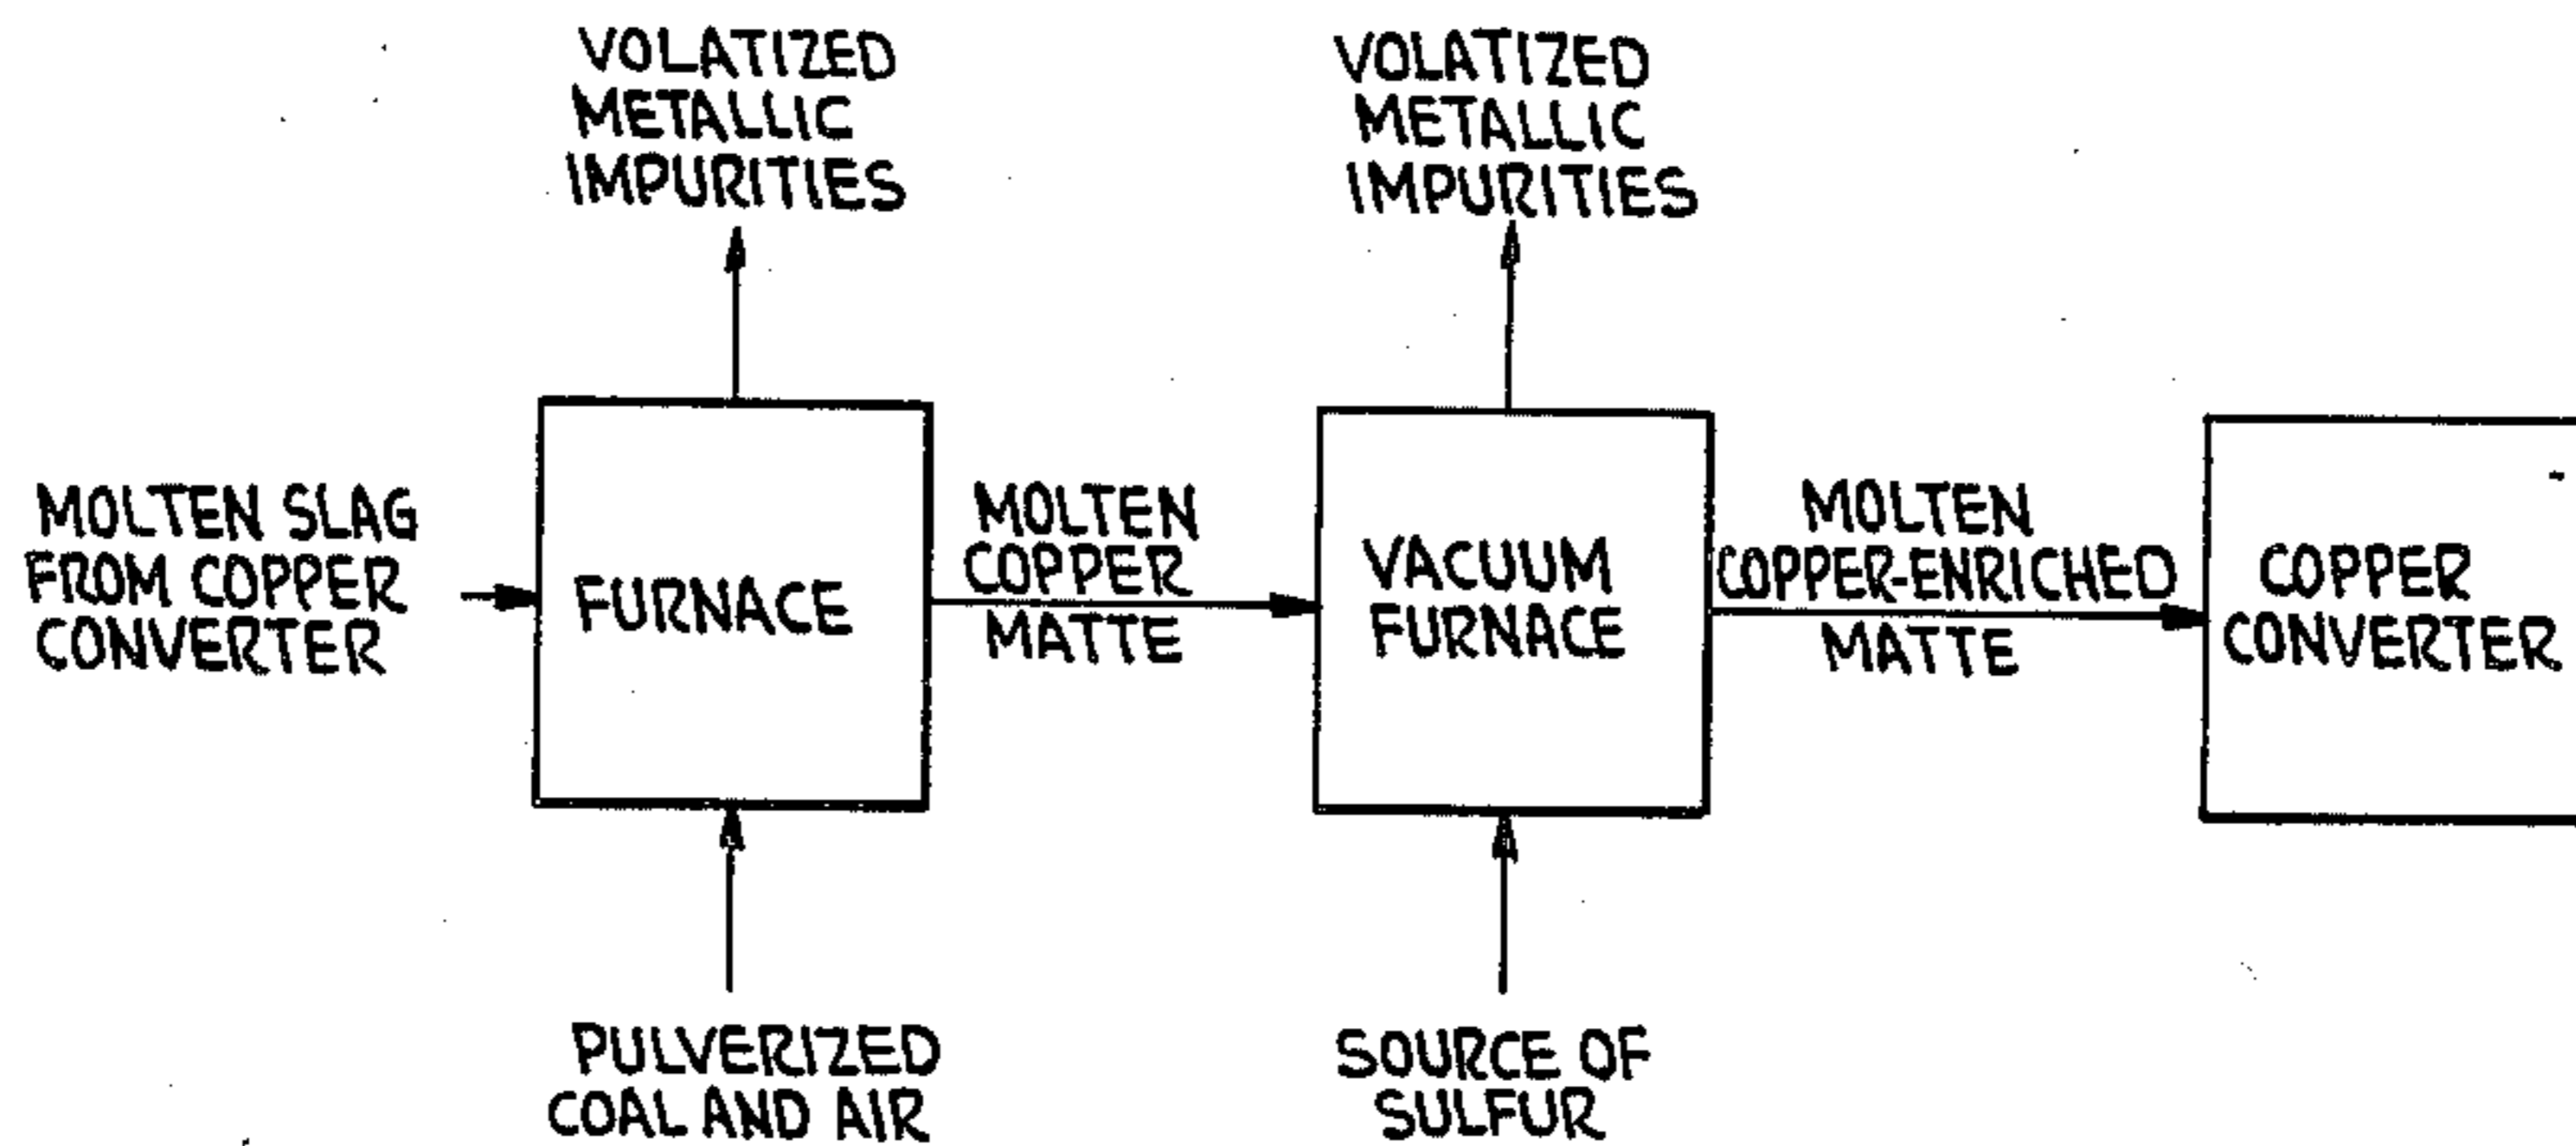 VOLATIZED
METALLIC
IMPURITIES
VOLATIZED
METALLIC
IMPURITIES
MOLTEN SLAG
FROM COPPER
CONVERTER
FURNACE
MOLTEN
COPPER
MATTE
VACUUM
FURNACE
MOLTEN
COPPER-ENRICHED
MATTE
COPPER
CONVERTER
PULVERIZED
COAL AND AIR
SOURCE OF
SULFUR